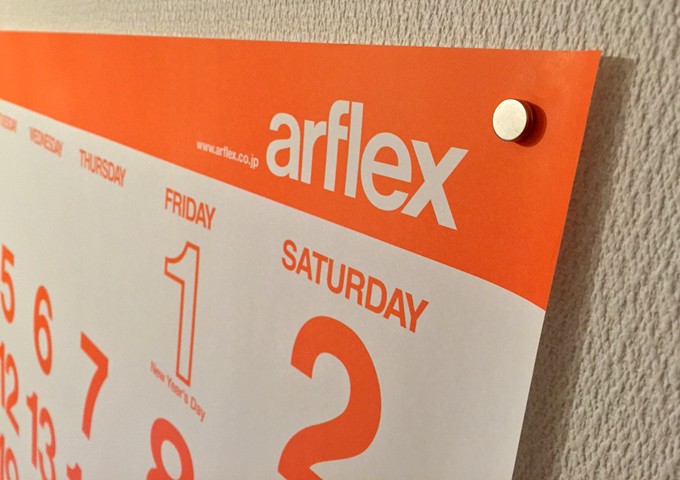 arflex
www.arflex.co.jp
TUESDAY WEDNESDAY THURSDAY FRIDAY SATURDAY
1 2
New Year's Day
5 6 7 8
12 13